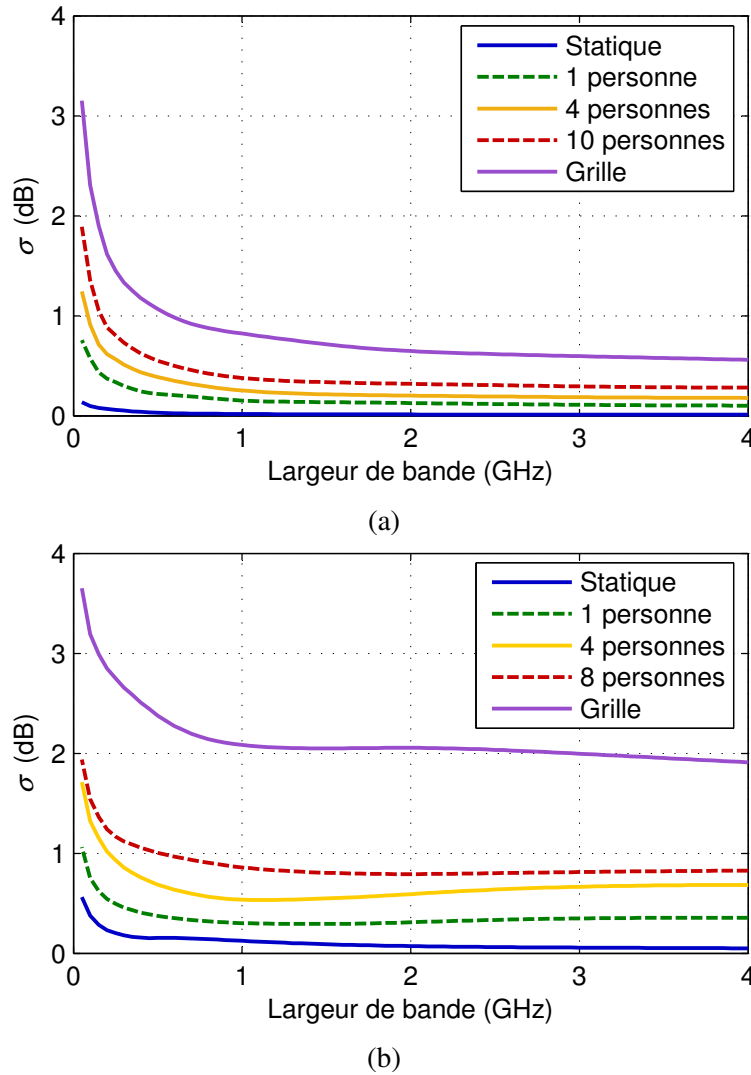 4
3
2
1
0
σ (dB)
Statique
1 personne
4 personnes
10 personnes
Grille
0 1 2 3 4
Largeur de bande (GHz)
(a)
4
3
2
1
0
σ (dB)
Statique
1 personne
4 personnes
8 personnes
Grille
0 1 2 3 4
Largeur de bande (GHz)
(b)